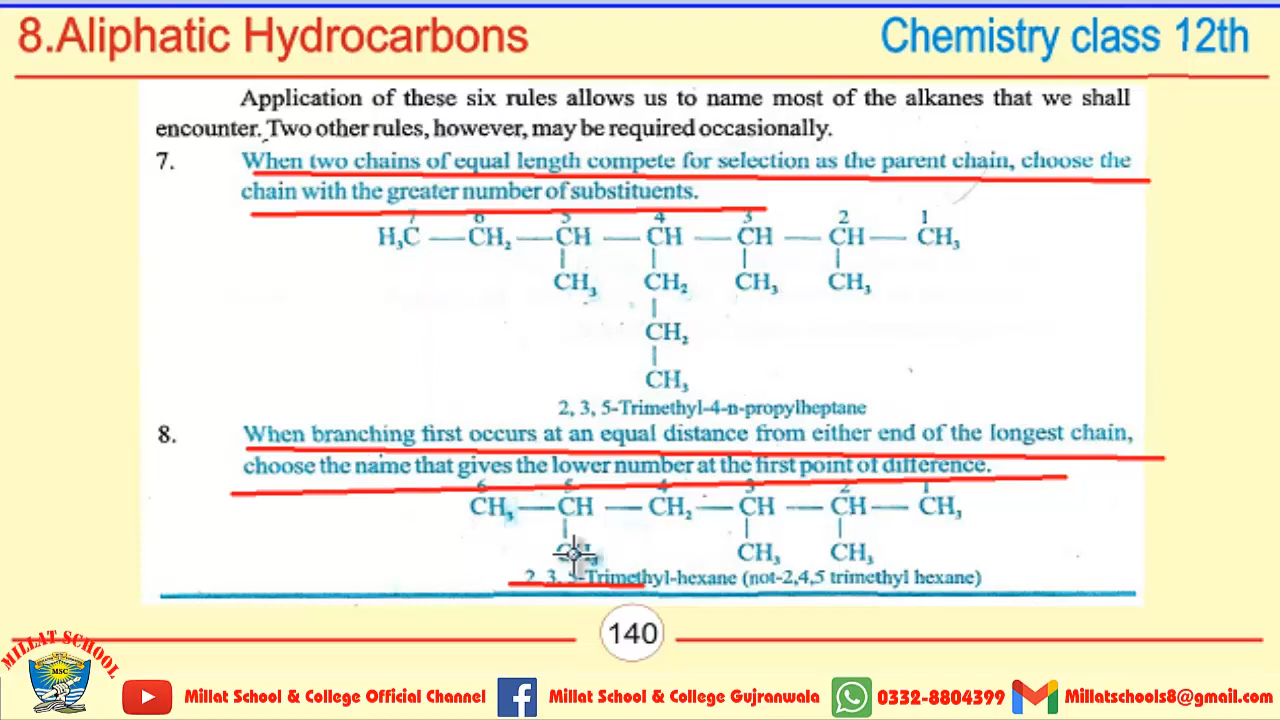 8.Aliphatic Hydrocarbons
Chemistry class 12th
Application of these six rules allows us to name most of the alkanes that we shall
encounter. Two other rules, however, may be required occasionally.
7. When two chains of equal length compete for selection as the parent chain, choose the
chain with the greater number of substituents.
7 6 5 4 3 2 1
H₃C — CH₂ — CH — CH — CH — CH — CH₃
CH₃ CH₂ CH₃ CH₃
CH₂
CH₃
2, 3, 5-Trimethyl-4-n-propylheptane
8. When branching first occurs at an equal distance from either end of the longest chain,
choose the name that gives the lower number at the first point of difference.
6 5 4 3 2 1
CH₃ — CH — CH₂ — CH — CH — CH₃
CH₃ CH₃ CH₃
2, 3, 5-Trimethyl-hexane (not-2,4,5 trimethyl hexane)
140
MILLAT SCHOOL
MSC
Millat School & College Official Channel
Millat School & College Gujranwala
0332-8804399
Millatschools8@gmail.com